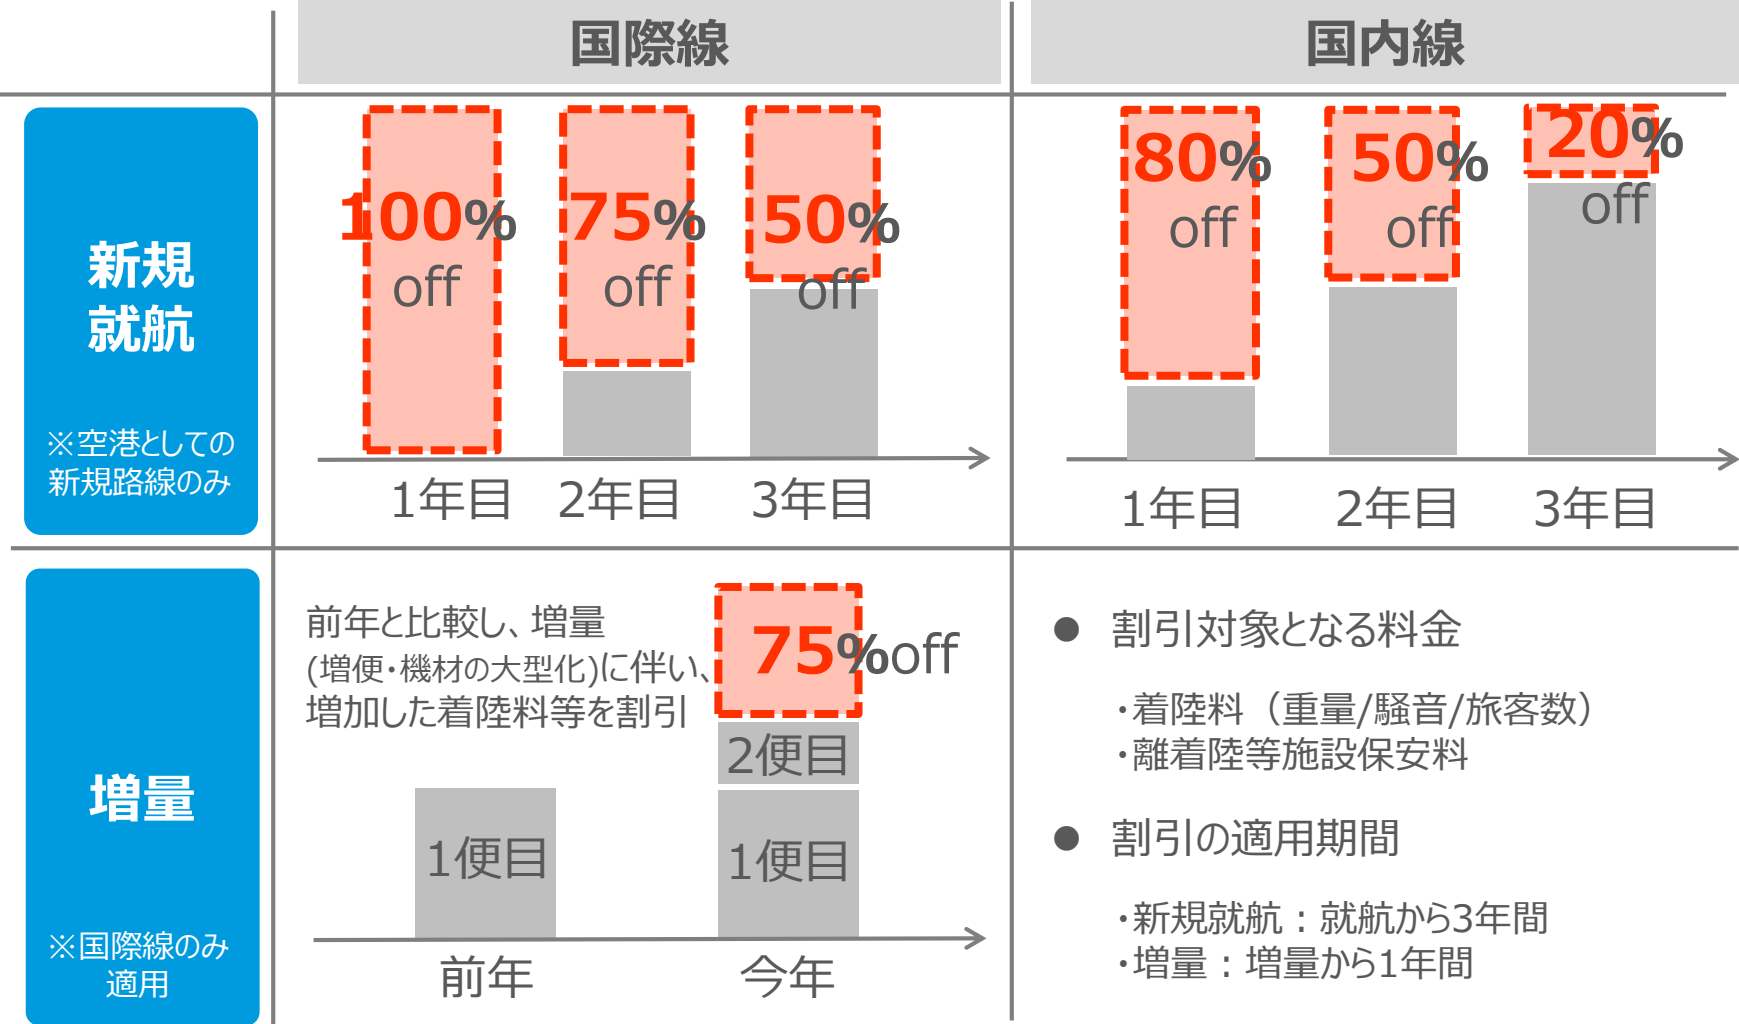 国際線
国内線
新規
就航
※空港としての
新規路線のみ
100%
off
75%
off
50%
off
1年目
2年目
3年目
80%
off
50%
off
20%
off
1年目
2年目
3年目
増量
※国際線のみ
適用
前年と比較し、増量
(増便・機材の大型化)に伴い、
増加した着陸料等を割引
75%off
2便目
1便目
1便目
前年
今年
● 割引対象となる料金
・着陸料（重量/騒音/旅客数）
・離着陸等施設保安料
● 割引の適用期間
・新規就航：就航から3年間
・増量：増量から1年間